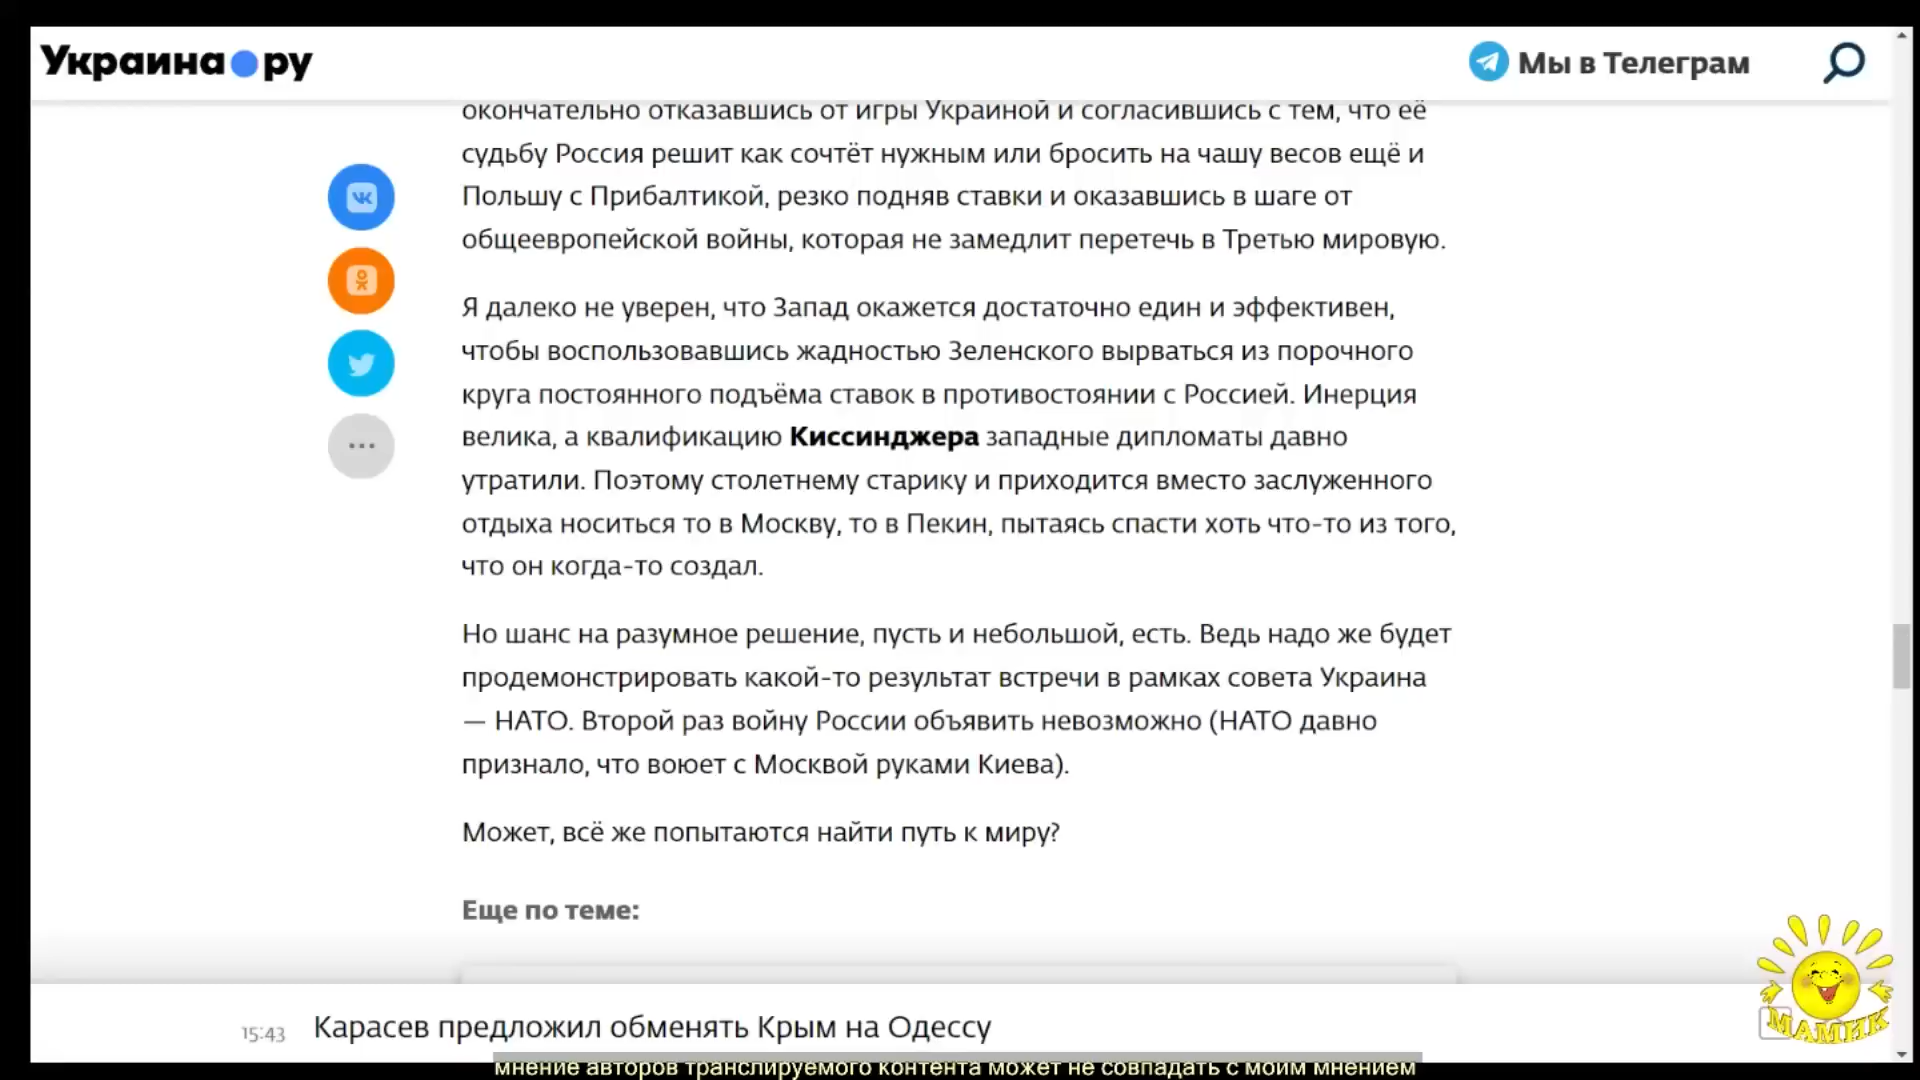 Украина ру
Мы в Телеграм
окончательно отказавшись от игры Украиной и согласившись с тем, что её
судьбу Россия решит как сочтёт нужным или бросить на чашу весов ещё и
Польшу с Прибалтикой, резко подняв ставки и оказавшись в шаге от
общеевропейской войны, которая не замедлит перетечь в Третью мировую.
Я далеко не уверен, что Запад окажется достаточно един и эффективен,
чтобы воспользовавшись жадностью Зеленского вырваться из порочного
круга постоянного подъёма ставок в противостоянии с Россией. Инерция
велика, а квалификацию Киссинджера западные дипломаты давно
утратили. Поэтому столетнему старику и приходится вместо заслуженного
отдыха носиться то в Москву, то в Пекин, пытаясь спасти хоть что-то из того,
что он когда-то создал.
Но шанс на разумное решение, пусть и небольшой, есть. Ведь надо же будет
продемонстрировать какой-то результат встречи в рамках совета Украина
— НАТО. Второй раз войну России объявить невозможно (НАТО давно
признало, что воюет с Москвой руками Киева).
Может, всё же попытаются найти путь к миру?
Еще по теме:
15:43 Карасев предложил обменять Крым на Одессу
МАМИК
мнение авторов транслируемого контента может не совпадать с моим мнением